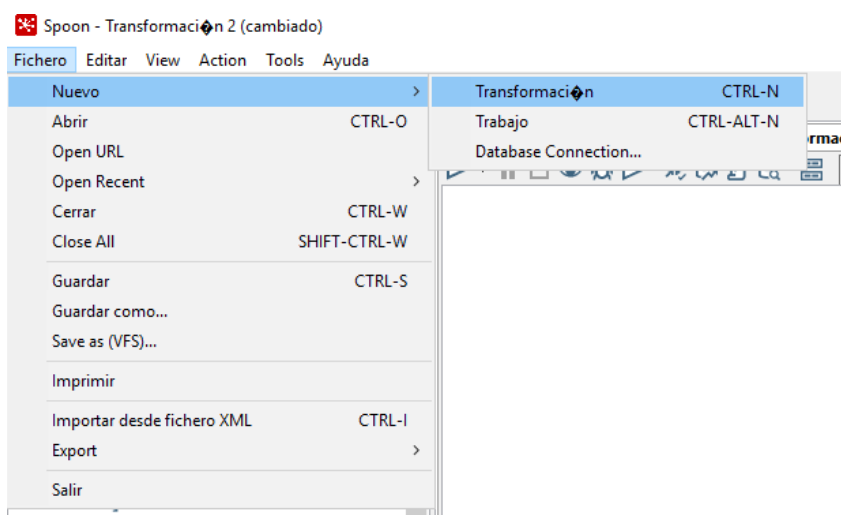 Spoon - Transformaci�n 2 (cambiado)
Fichero Editar View Action Tools Ayuda
Nuevo > Transformaci�n CTRL-N
Abrir CTRL-O Trabajo CTRL-ALT-N
Open URL Database Connection...
Open Recent >
Cerrar CTRL-W
Close All SHIFT-CTRL-W
Guardar CTRL-S
Guardar como...
Save as (VFS)...
Imprimir
Importar desde fichero XML CTRL-I
Export >
Salir